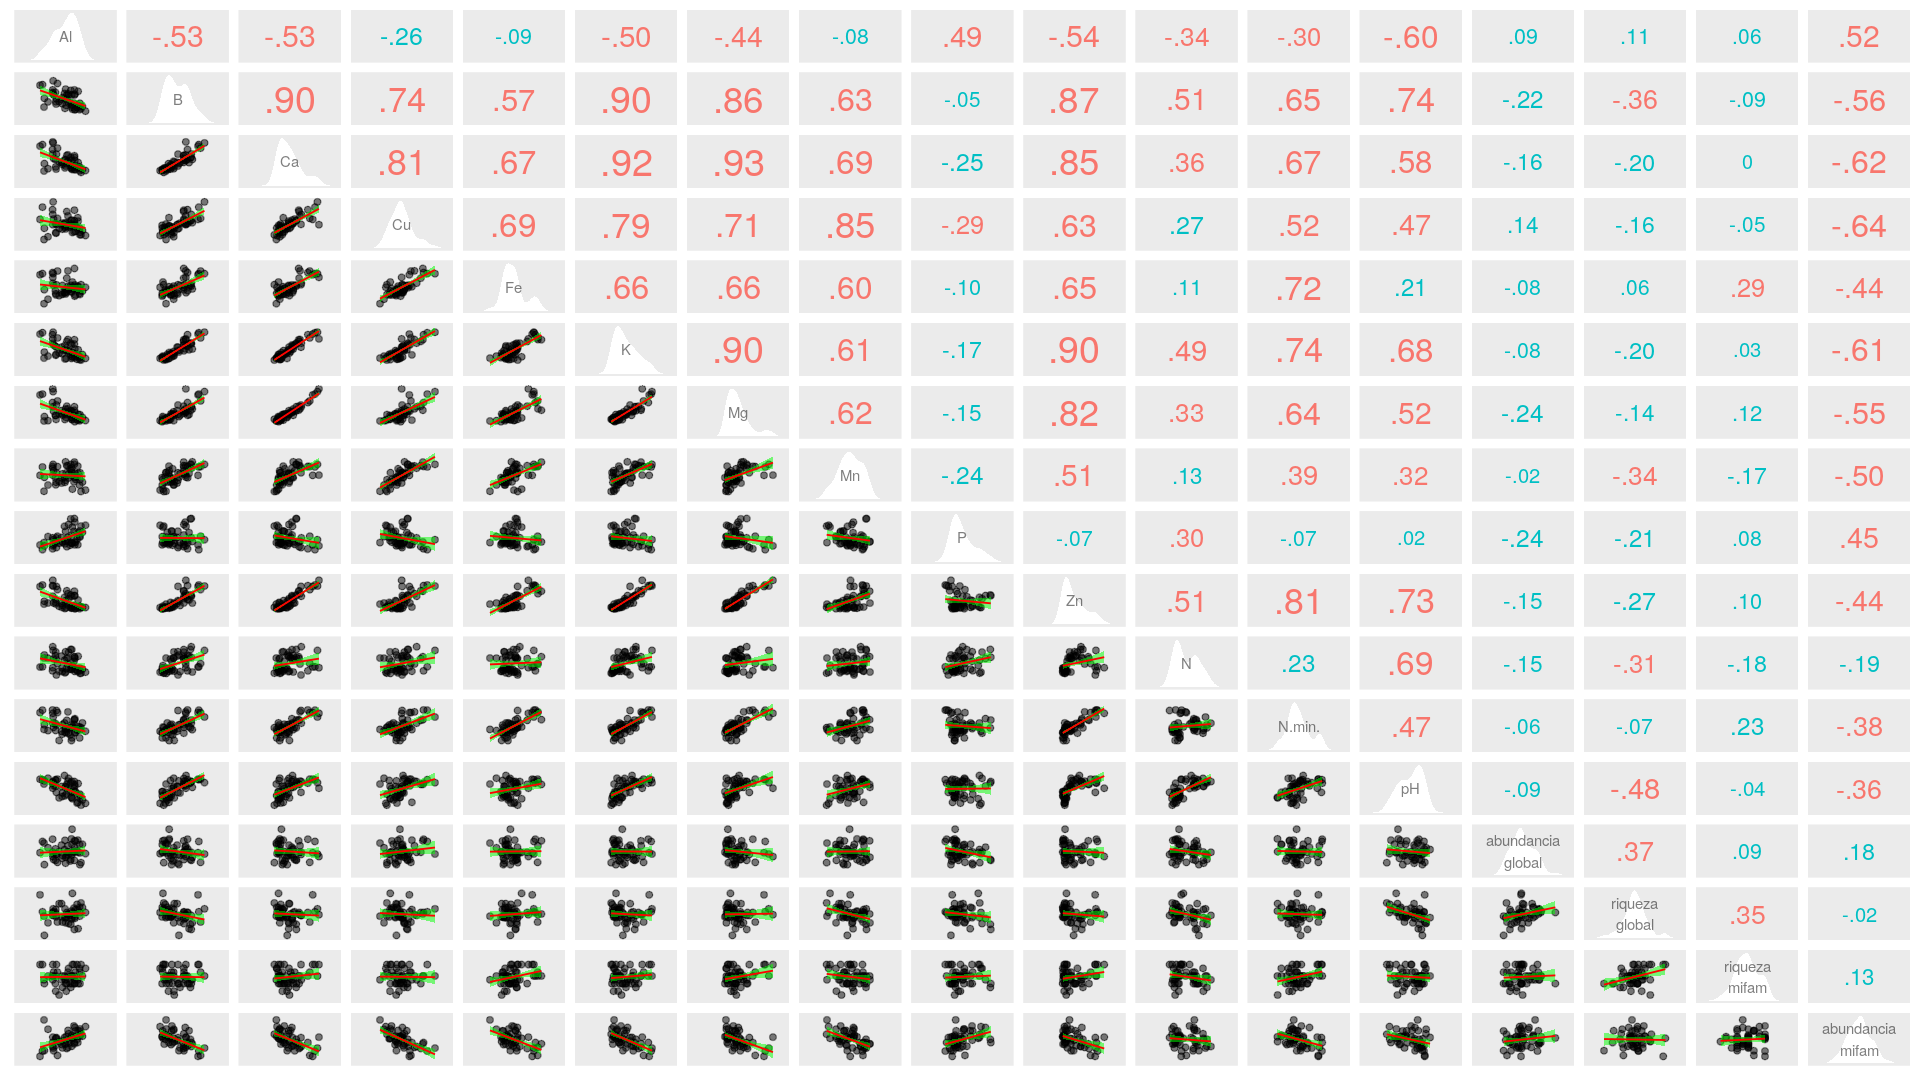 Al -.53 -.53 -.26 -.09 -.50 -.44 -.08 .49 -.54 -.34 -.30 -.60 .09 .11 .06 .52
B .90 .74 .57 .90 .86 .63 -.05 .87 .51 .65 .74 -.22 -.36 -.09 -.56
Ca .81 .67 .92 .93 .69 -.25 .85 .36 .67 .58 -.16 -.20 0 -.62
Cu .69 .79 .71 .85 -.29 .63 .27 .52 .47 .14 -.16 -.05 -.64
Fe .66 .66 .60 -.10 .65 .11 .72 .21 -.08 .06 .29 -.44
K .90 .61 -.17 .90 .49 .74 .68 -.08 -.20 .03 -.61
Mg .62 -.15 .82 .33 .64 .52 -.24 -.14 .12 -.55
Mn -.24 .51 .13 .39 .32 -.02 -.34 -.17 -.50
P -.07 .30 -.07 .02 -.24 -.21 .08 .45
Zn .51 .81 .73 -.15 -.27 .10 -.44
N .23 .69 -.15 -.31 -.18 -.19
N.min. .47 -.06 -.07 .23 -.38
pH -.09 -.48 -.04 -.36
abundancia
global .37 .09 .18
riqueza
global .35 -.02
riqueza
mifam .13
abundancia
mifam